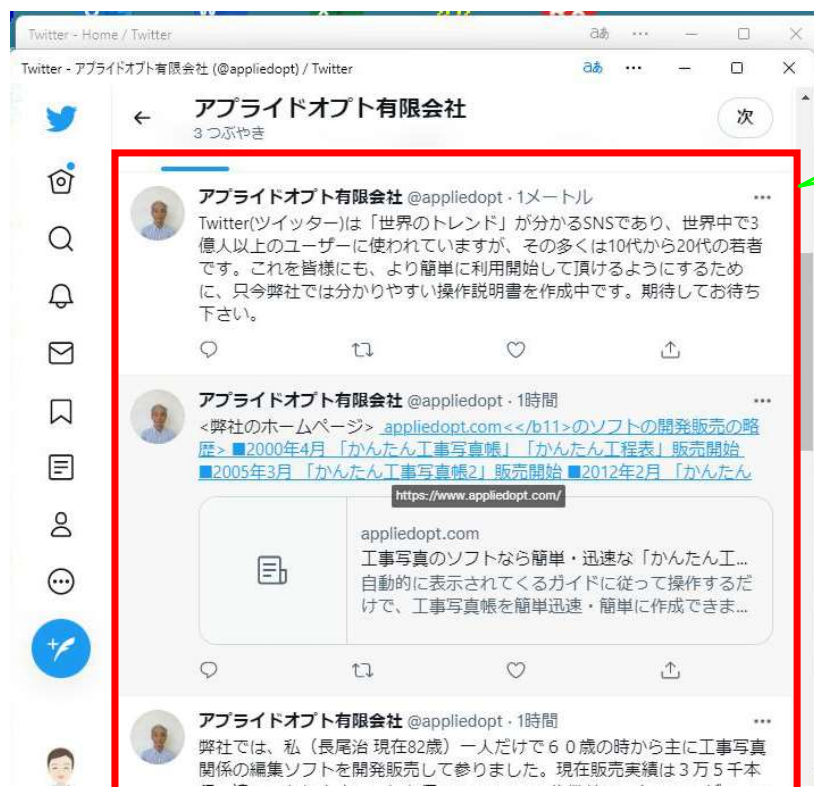 Twitter - Home / Twitter
Twitter - アプライドオプト有限会社 (@appliedopt) / Twitter
アプライドオプト有限会社
3 つぶやき
次
アプライドオプト有限会社 @appliedopt · 1メートル
Twitter(ツイッター)は「世界のトレンド」が分かるSNSであり、世界中で3
億人以上のユーザーに使われていますが、その多くは10代から20代の若者
です。これを皆様にも、より簡単に利用開始して頂けるようにするため
に、只今弊社では分かりやすい操作説明書を作成中です。期待してお待ち
下さい。
アプライドオプト有限会社 @appliedopt · 1時間
<弊社のホームページ> appliedopt.com<</b11>のソフトの開発販売の略
歴> ■2000年4月 「かんたん工事写真帳」「かんたん工程表」販売開始
■2005年3月 「かんたん工事写真帳2」販売開始 ■2012年2月 「かんたん
https://www.appliedopt.com/
appliedopt.com
工事写真のソフトなら簡単・迅速な「かんたん工...
自動的に表示されてくるガイドに従って操作するだ
けで、工事写真帳を簡単迅速・簡単に作成できま...
アプライドオプト有限会社 @appliedopt · 1時間
弊社では、私（長尾治 現在82歳）一人だけで６０歳の時から主に工事写真
関係の編集ソフトを開発販売して参りました。現在販売実績は３万５千本